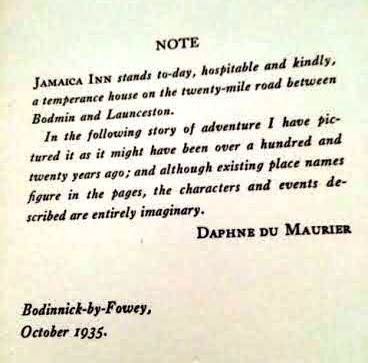 NOTE
JAMAICA INN stands to-day, hospitable and kindly,
a temperance house on the twenty-mile road between
Bodmin and Launceston.
In the following story of adventure I have pic-
tured it as it might have been over a hundred and
twenty years ago; and although existing place names
figure in the pages, the characters and events de-
scribed are entirely imaginary.
DAPHNE DU MAURIER
Bodinnick-by-Fowey,
October 1935.